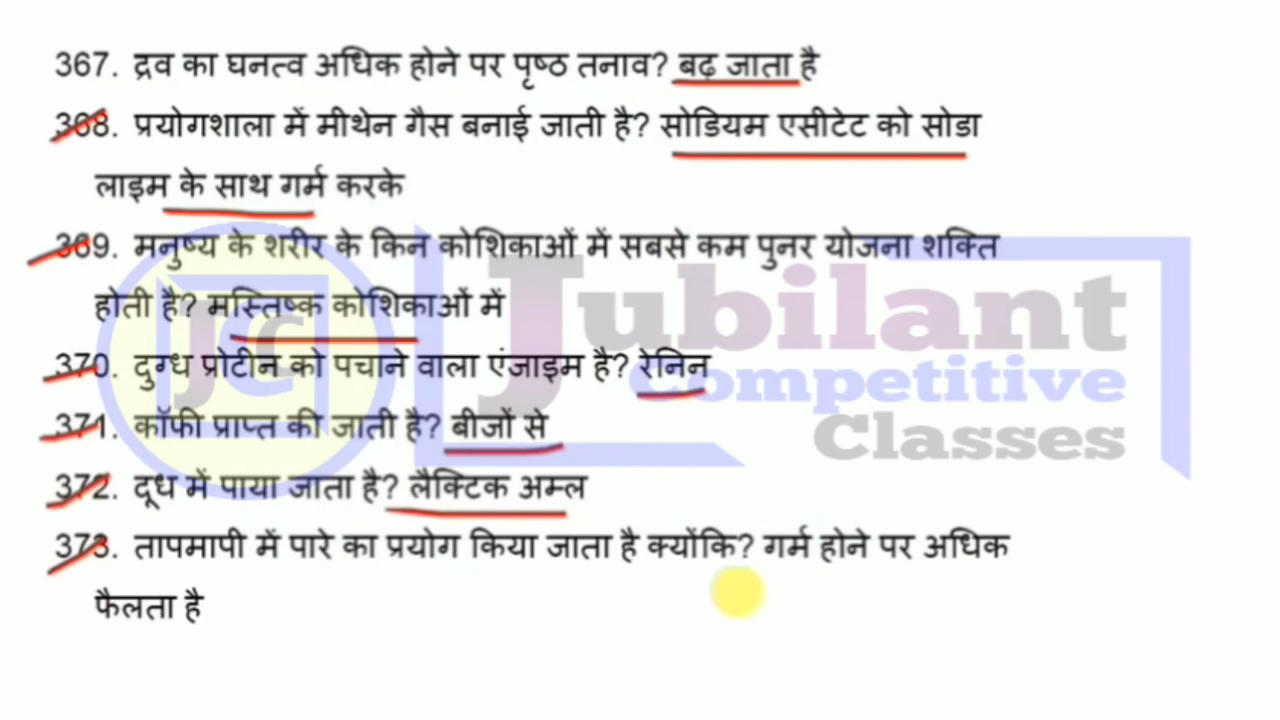 367. द्रव का घनत्व अधिक होने पर पृष्ठ तनाव? बढ़ जाता है
368. प्रयोगशाला में मीथेन गैस बनाई जाती है? सोडियम एसीटेट को सोडा
लाइम के साथ गर्म करके
369. मनुष्य के शरीर के किन कोशिकाओं में सबसे कम पुनर योजना शक्ति
होती है? मस्तिष्क कोशिकाओं में
370. दुग्ध प्रोटीन को पचाने वाला एंजाइम है? रेनिन
371. कॉफी प्राप्त की जाती है? बीजों से
372. दूध में पाया जाता है? लैक्टिक अम्ल
373. तापमापी में पारे का प्रयोग किया जाता है क्योंकि? गर्म होने पर अधिक
फैलता है
JC
Jubilant
Competitive
Classes